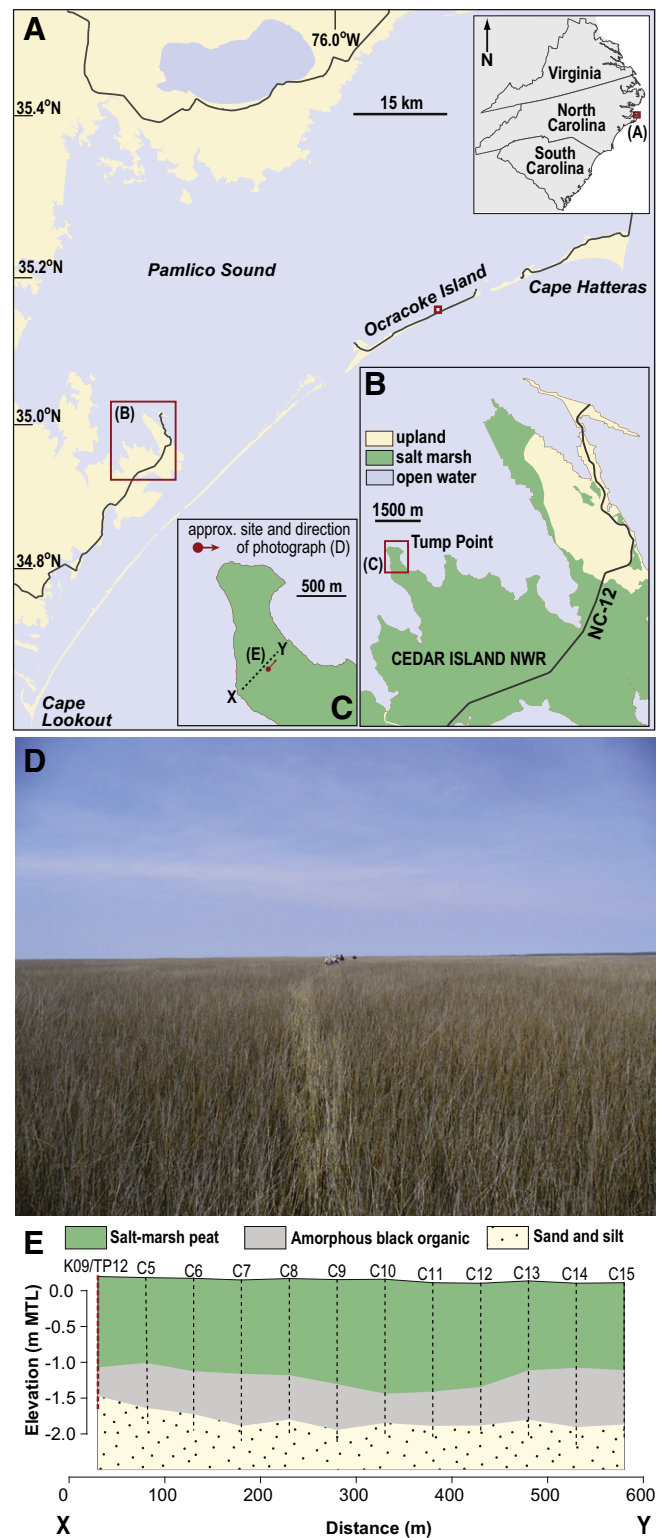 A
76.0°W
35.4°N
15 km
N
Virginia
North
Carolina
(A)
South
Carolina
35.2°N
Pamlico Sound
Ocracoke Island
Cape Hatteras
35.0°N
(B)
B
upland
salt marsh
open water
1500 m
Tump Point
(C)
NC-12
CEDAR ISLAND NWR
34.8°N
approx. site and direction
of photograph (D)
500 m
(E)
Y
X
C
Cape
Lookout
D
E
Salt-marsh peat
Amorphous black organic
Sand and silt
K09/TP12 C5 C6 C7 C8 C9 C10 C11 C12 C13 C14 C15
Elevation (m MTL)
0.0
-0.5
-1.0
-1.5
-2.0
0 100 200 300 400 500 600
X Distance (m) Y